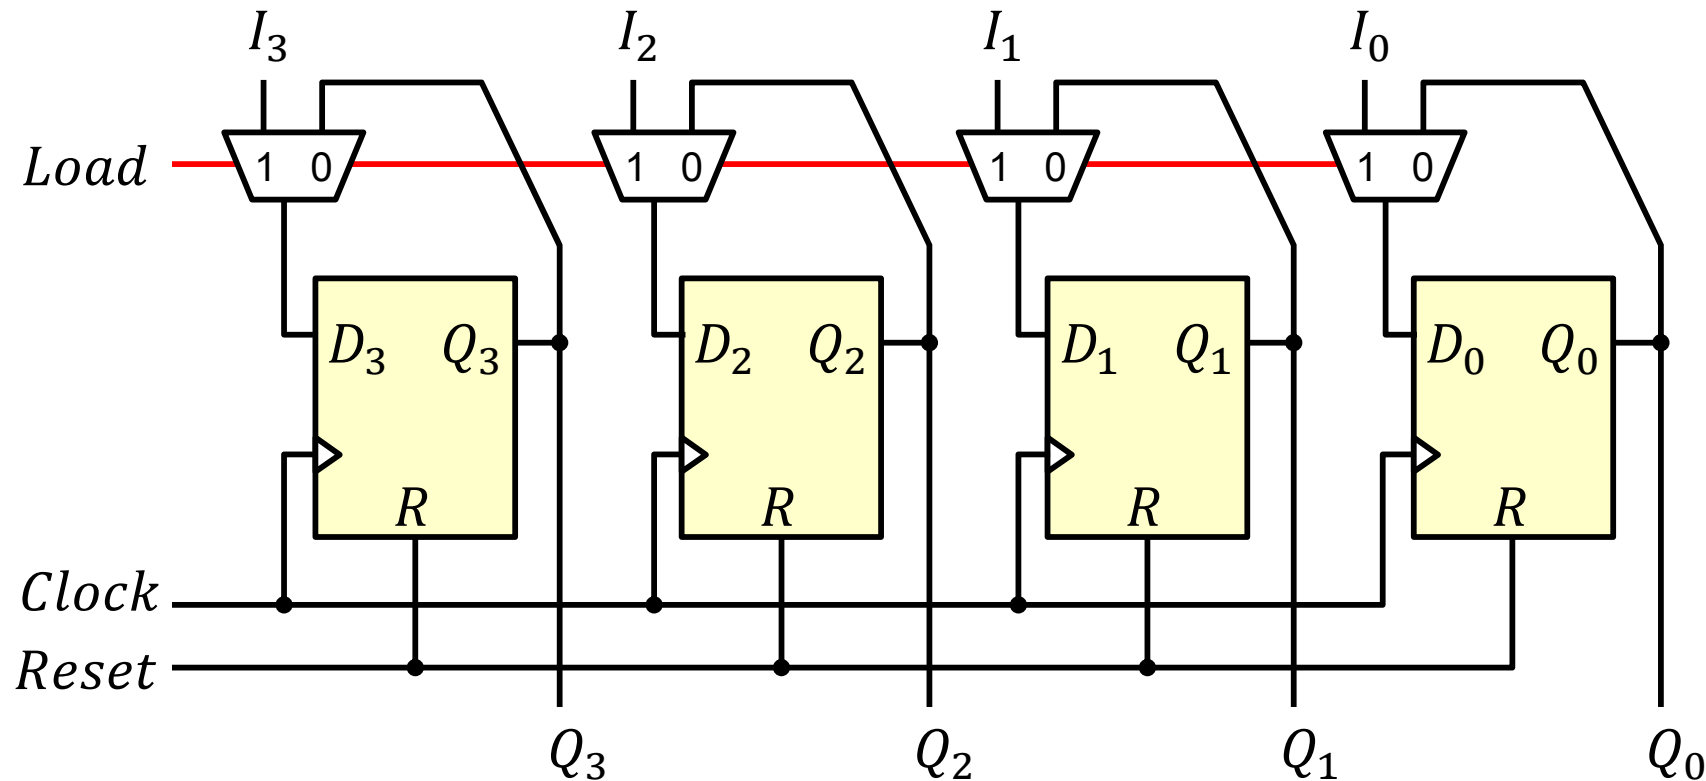 I₃ I₂ I₁ I₀
Load 1 0 1 0 1 0 1 0
D₃ Q₃ D₂ Q₂ D₁ Q₁ D₀ Q₀
R R R R
Clock
Reset
Q₃ Q₂ Q₁ Q₀